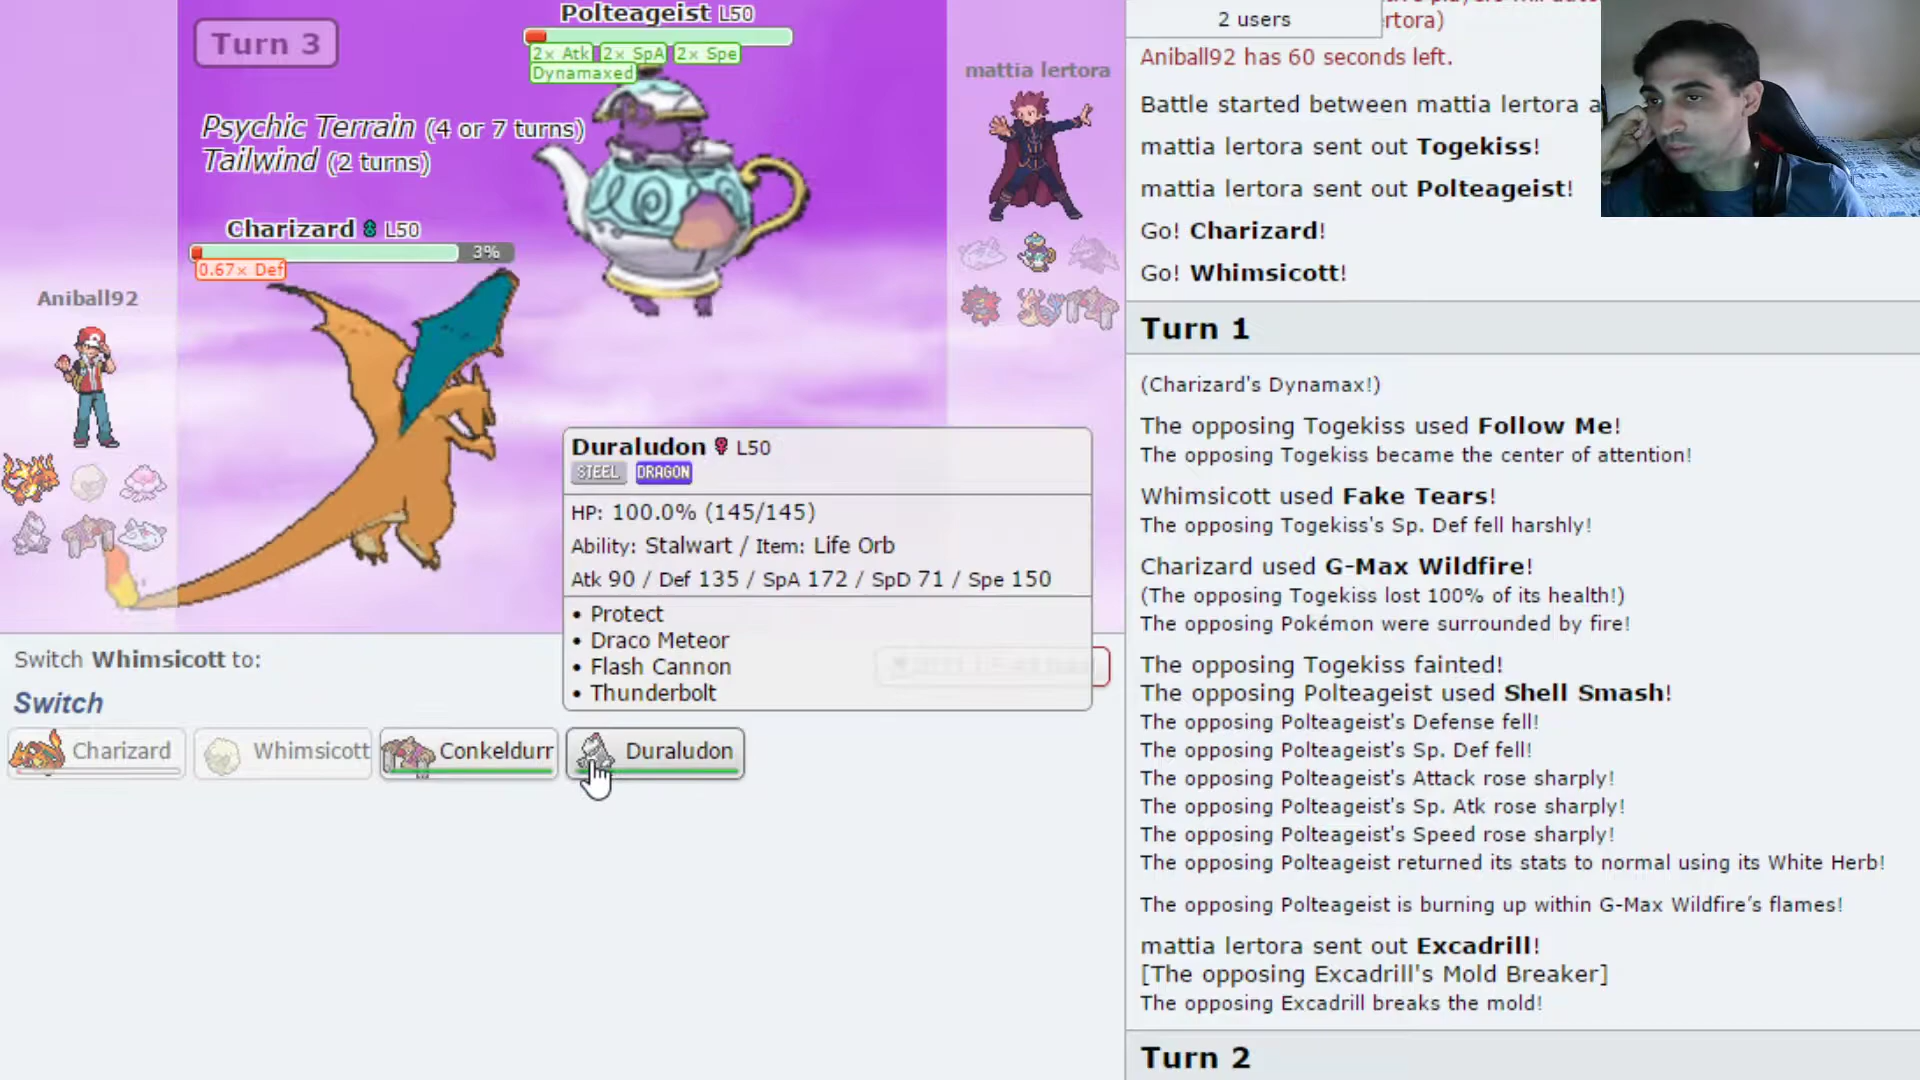 Turn 3
Polteageist L50
2× Atk 2× SpA 2× Spe
Dynamaxed
Psychic Terrain (4 or 7 turns)
Tailwind (2 turns)
Charizard L50
3%
0.67× Def
mattia lertora
Aniball92
Duraludon L50
STEEL DRAGON
HP: 100.0% (145/145)
Ability: Stalwart / Item: Life Orb
Atk 90 / Def 135 / SpA 172 / SpD 71 / Spe 150
• Protect
• Draco Meteor
• Flash Cannon
• Thunderbolt
Switch Whimsicott to:
Switch
Charizard
Whimsicott
Conkeldurr
Duraludon
2 users
rtora)
Aniball92 has 60 seconds left.
Battle started between mattia lertora a
mattia lertora sent out Togekiss!
mattia lertora sent out Polteageist!
Go! Charizard!
Go! Whimsicott!
Turn 1
(Charizard's Dynamax!)
The opposing Togekiss used Follow Me!
The opposing Togekiss became the center of attention!
Whimsicott used Fake Tears!
The opposing Togekiss's Sp. Def fell harshly!
Charizard used G-Max Wildfire!
(The opposing Togekiss lost 100% of its health!)
The opposing Pokémon were surrounded by fire!
The opposing Togekiss fainted!
The opposing Polteageist used Shell Smash!
The opposing Polteageist's Defense fell!
The opposing Polteageist's Sp. Def fell!
The opposing Polteageist's Attack rose sharply!
The opposing Polteageist's Sp. Atk rose sharply!
The opposing Polteageist's Speed rose sharply!
The opposing Polteageist returned its stats to normal using its White Herb!
The opposing Polteageist is burning up within G-Max Wildfire’s flames!
mattia lertora sent out Excadrill!
[The opposing Excadrill's Mold Breaker]
The opposing Excadrill breaks the mold!
Turn 2